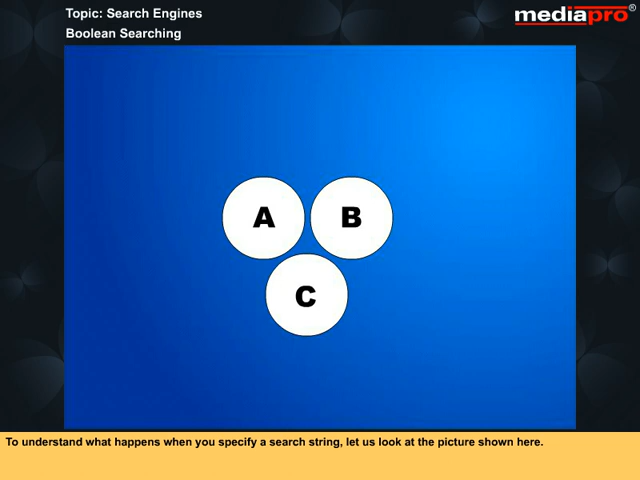 Topic: Search Engines
mediapro®
Boolean Searching
A B
C
To understand what happens when you specify a search string, let us look at the picture shown here.